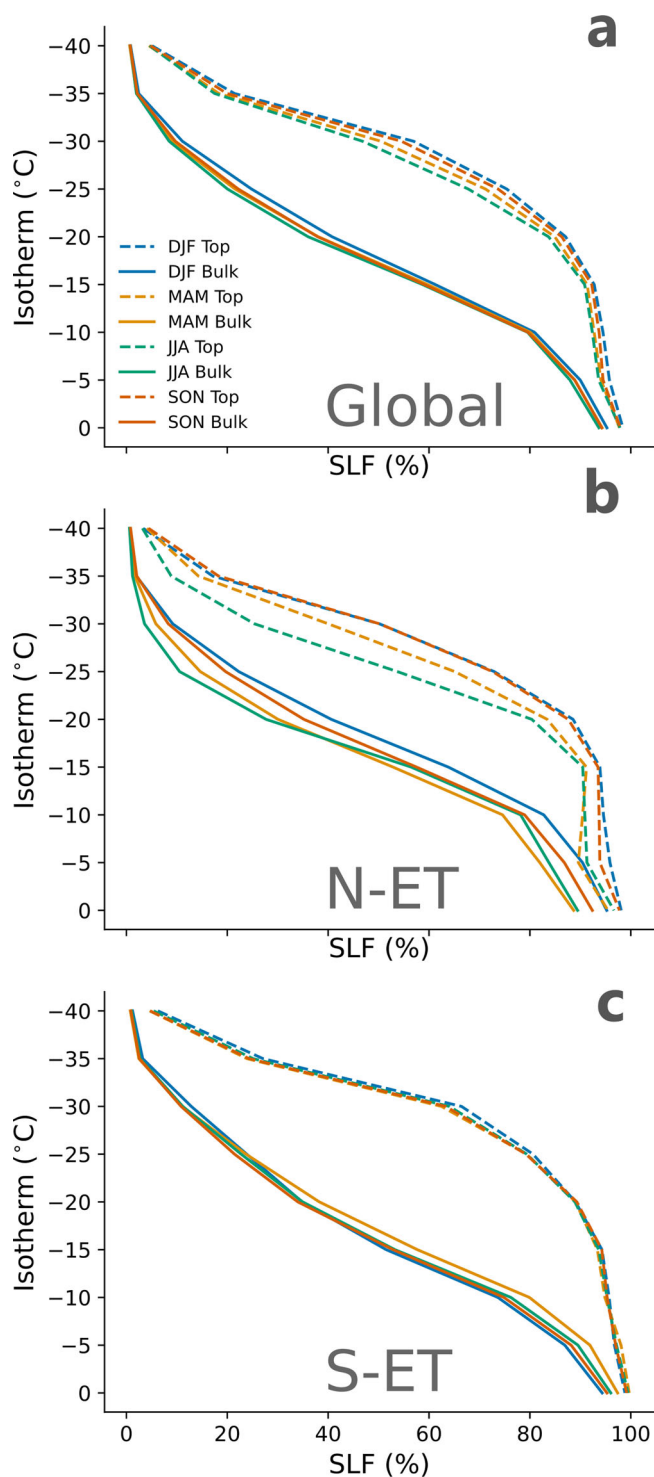 a
−40
−35
−30
−25
−20
−15
−10
−5
0
Isotherm (°C)
DJF Top
DJF Bulk
MAM Top
MAM Bulk
JJA Top
JJA Bulk
SON Top
SON Bulk
Global
SLF (%)
b
−40
−35
−30
−25
−20
−15
−10
−5
0
Isotherm (°C)
N-ET
SLF (%)
c
−40
−35
−30
−25
−20
−15
−10
−5
0
Isotherm (°C)
S-ET
0 20 40 60 80 100
SLF (%)